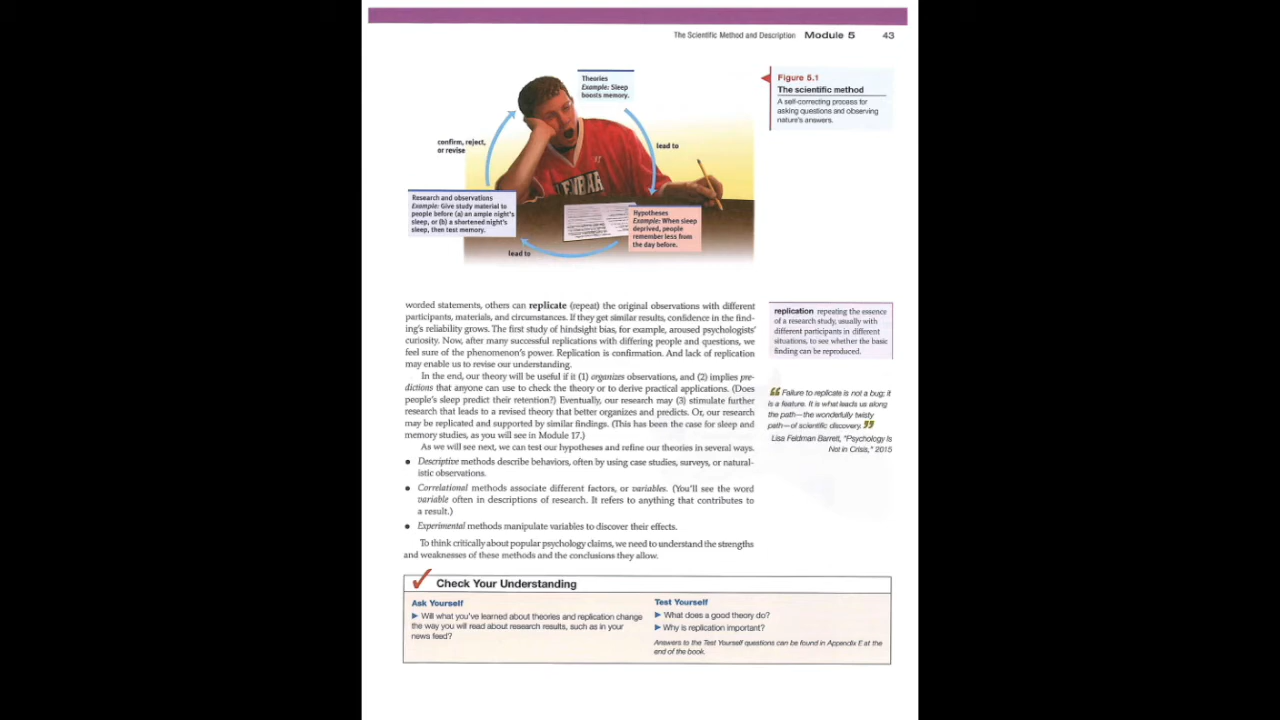 The Scientific Method and Description Module 5 43
Theories
Example: Sleep
boosts memory.
confirm, reject,
or revise
lead to
Research and observations
Example: Give study material to
people before (a) an ample night's
sleep, or (b) a shortened night's
sleep, then test memory.
Hypotheses
Example: When sleep
deprived, people
remember less from
the day before.
lead to
LENBAR
Figure 5.1
The scientific method
A self-correcting process for
asking questions and observing
nature's answers.
worded statements, others can replicate (repeat) the original observations with different
participants, materials, and circumstances. If they get similar results, confidence in the find-
ing's reliability grows. The first study of hindsight bias, for example, aroused psychologists'
curiosity. Now, after many successful replications with differing people and questions, we
feel sure of the phenomenon's power. Replication is confirmation. And lack of replication
may enable us to revise our understanding.
In the end, our theory will be useful if it (1) organizes observations, and (2) implies pre-
dictions that anyone can use to check the theory or to derive practical applications. (Does
people's sleep predict their retention?) Eventually, our research may (3) stimulate further
research that leads to a revised theory that better organizes and predicts. Or, our research
may be replicated and supported by similar findings. (This has been the case for sleep and
memory studies, as you will see in Module 17.)
As we will see next, we can test our hypotheses and refine our theories in several ways.
• Descriptive methods describe behaviors, often by using case studies, surveys, or natural-
istic observations.
• Correlational methods associate different factors, or variables. (You'll see the word
variable often in descriptions of research. It refers to anything that contributes to
a result.)
• Experimental methods manipulate variables to discover their effects.
To think critically about popular psychology claims, we need to understand the strengths
and weaknesses of these methods and the conclusions they allow.
replication repeating the essence
of a research study, usually with
different participants in different
situations, to see whether the basic
finding can be reproduced.
"Failure to replicate is not a bug; it
is a feature. It is what leads us along
the path—the wonderfully twisty
path—of scientific discovery."
Lisa Feldman Barrett, "Psychology Is
Not in Crisis," 2015
Check Your Understanding
Ask Yourself
► Will what you've learned about theories and replication change
the way you will read about research results, such as in your
news feed?
Test Yourself
► What does a good theory do?
► Why is replication important?
Answers to the Test Yourself questions can be found in Appendix E at the
end of the book.